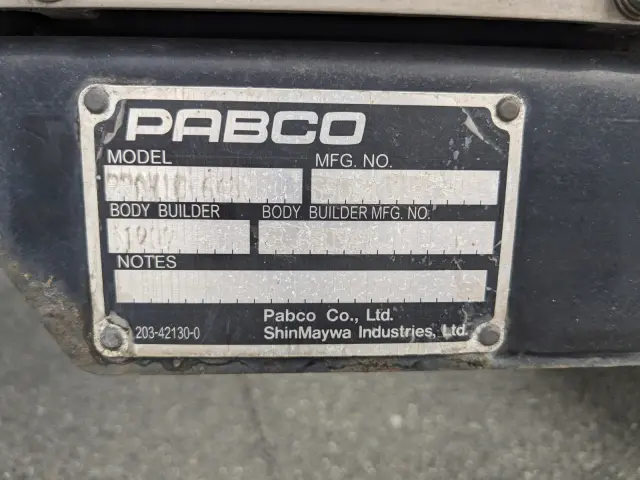 PABCO
MODEL MFG. NO.
BODY BUILDER BODY BUILDER MFG. NO.
NOTES
Pabco Co., Ltd.
203-42130-0 ShinMaywa Industries, Ltd.